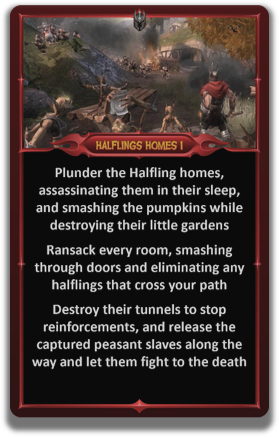 HALFLINGS HOMES I
Plunder the Halfling homes,
assassinating them in their sleep,
and smashing the pumpkins while
destroying their little gardens
Ransack every room, smashing
through doors and eliminating any
halflings that cross your path
Destroy their tunnels to stop
reinforcements, and release the
captured peasant slaves along the
way and let them fight to the death